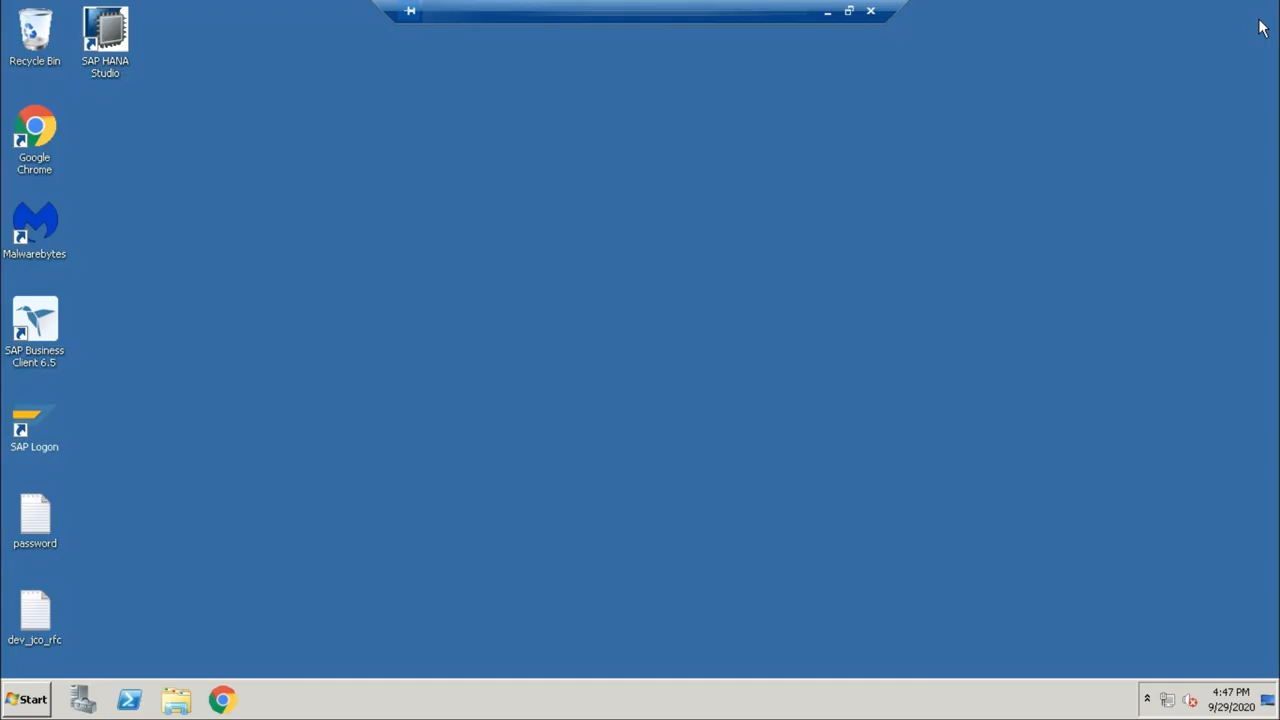 Recycle Bin
SAP HANA
Studio
Google
Chrome
Malwarebytes
SAP Business
Client 6.5
SAP Logon
password
dev_jco_rfc
Start
4:47 PM
9/29/2020